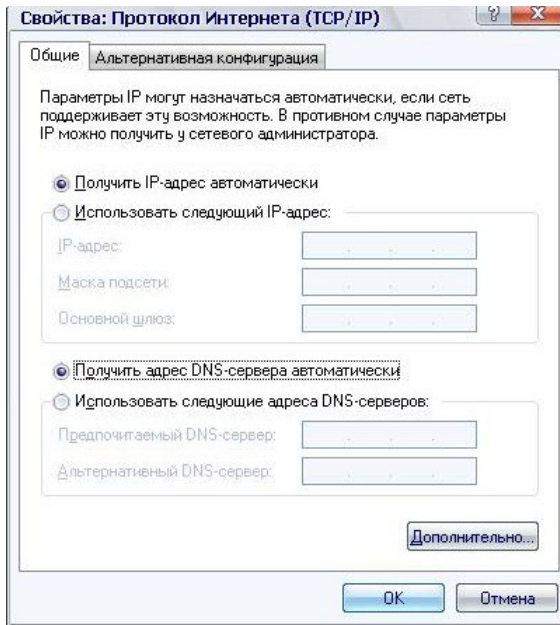 Свойства: Протокол Интернета (TCP/IP)
Общие
Альтернативная конфигурация
Параметры IP могут назначаться автоматически, если сеть
поддерживает эту возможность. В противном случае параметры
IP можно получить у сетевого администратора.
Получить IP-адрес автоматически
Использовать следующий IP-адрес:
IP-адрес:
Маска подсети:
Основной шлюз:
Получить адрес DNS-сервера автоматически
Использовать следующие адреса DNS-серверов:
Предпочитаемый DNS-сервер:
Альтернативный DNS-сервер:
Дополнительно...
OK
Отмена